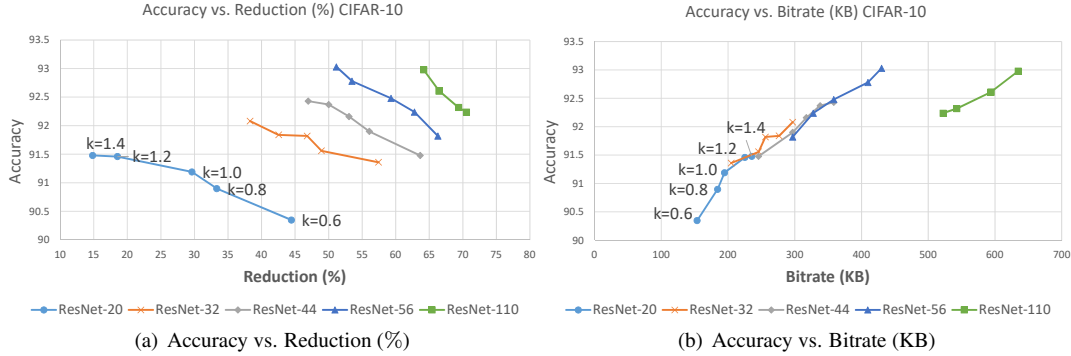 Accuracy vs. Reduction (%) CIFAR-10
93.5
93
92.5
92
91.5
91
90.5
90
Accuracy
k=1.4
k=1.2
k=1.0
k=0.8
k=0.6
10 15 20 25 30 35 40 45 50 55 60 65 70 75 80
Reduction (%)
ResNet-20 ResNet-32 ResNet-44 ResNet-56 ResNet-110
(a) Accuracy vs. Reduction (%)
Accuracy vs. Bitrate (KB) CIFAR-10
93.5
93
92.5
92
91.5
91
90.5
90
Accuracy
k=1.4
k=1.2
k=1.0
k=0.8
k=0.6
0 100 200 300 400 500 600 700
Bitrate (KB)
ResNet-20 ResNet-32 ResNet-44 ResNet-56 ResNet-110
(b) Accuracy vs. Bitrate (KB)